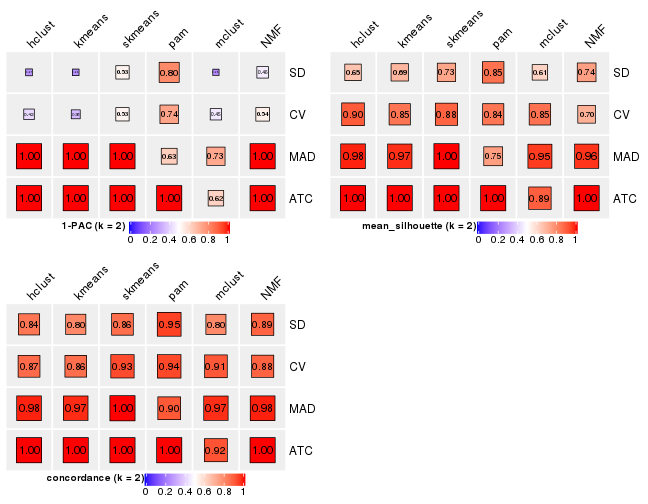 hclust kmeans skmeans pam mclust NMF
0.53 0.80 SD
0.53 0.74 0.54 CV
1.00 1.00 1.00 0.63 0.73 1.00 MAD
1.00 1.00 1.00 1.00 0.62 1.00 ATC
1-PAC (k = 2)
0 0.2 0.4 0.6 0.8 1
hclust kmeans skmeans pam mclust NMF
0.65 0.69 0.73 0.85 0.61 0.74 SD
0.90 0.85 0.88 0.84 0.85 0.70 CV
0.98 0.97 1.00 0.75 0.95 0.96 MAD
1.00 1.00 1.00 1.00 0.89 1.00 ATC
mean_silhouette (k = 2)
0 0.2 0.4 0.6 0.8 1
hclust kmeans skmeans pam mclust NMF
0.84 0.80 0.86 0.95 0.80 0.89 SD
0.87 0.86 0.93 0.94 0.91 0.88 CV
0.98 0.97 1.00 0.90 0.97 0.98 MAD
1.00 1.00 1.00 1.00 0.92 1.00 ATC
concordance (k = 2)
0 0.2 0.4 0.6 0.8 1